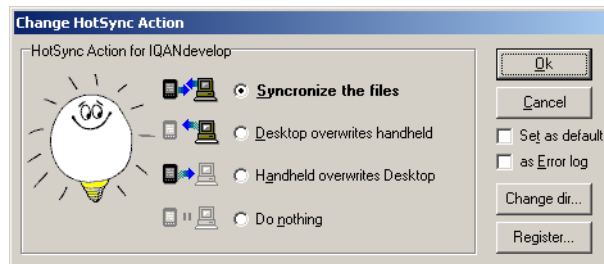 Change HotSync Action
HotSync Action for IQANdevelop
Syncronize the files
Desktop overwrites handheld
Handheld overwrites Desktop
Do nothing
Ok
Cancel
Set as default
as Error log
Change dir...
Register...